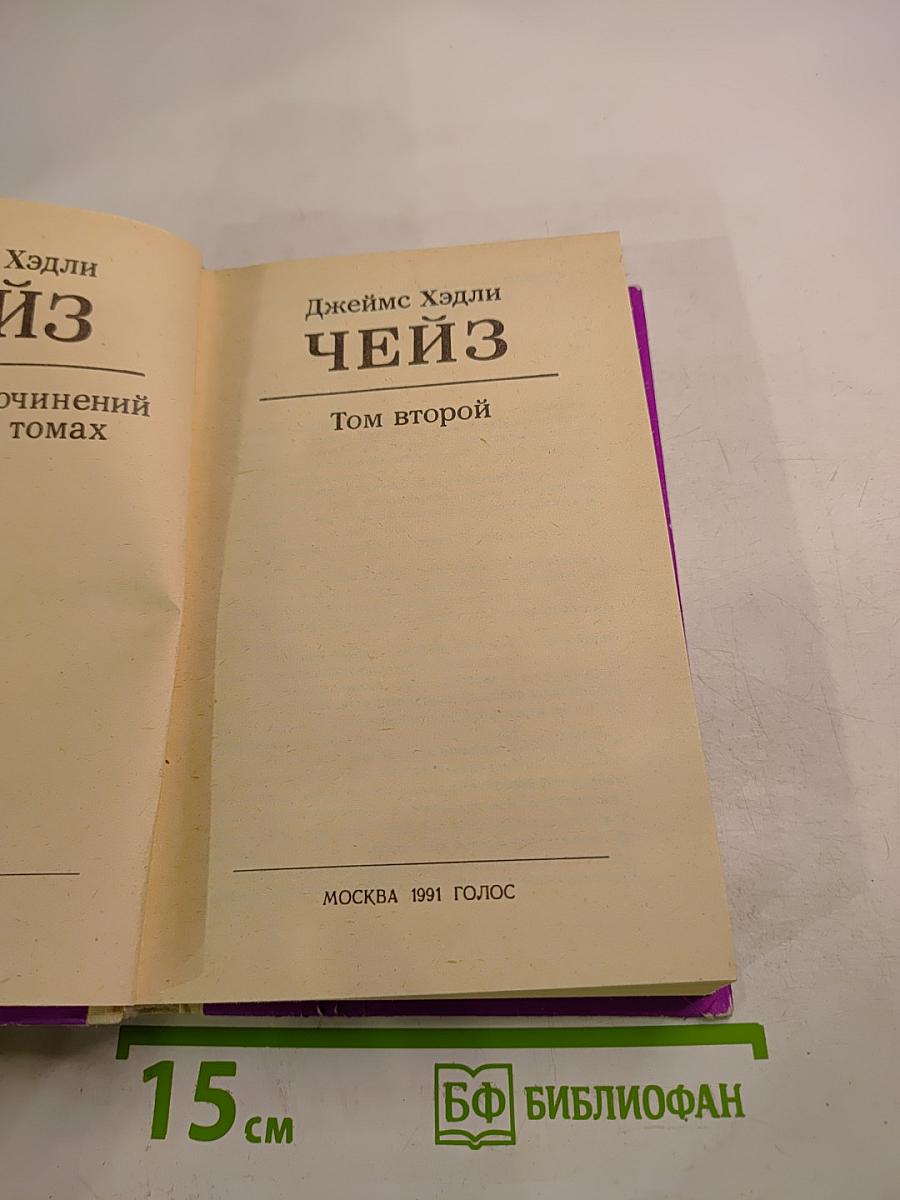 Хэдли
ЙЗ
очинений
томах
Джеймс Хэдли
ЧЕЙЗ
Том второй
МОСКВА 1991 ГОЛОС
15 см
БФ БИБЛИОФАН